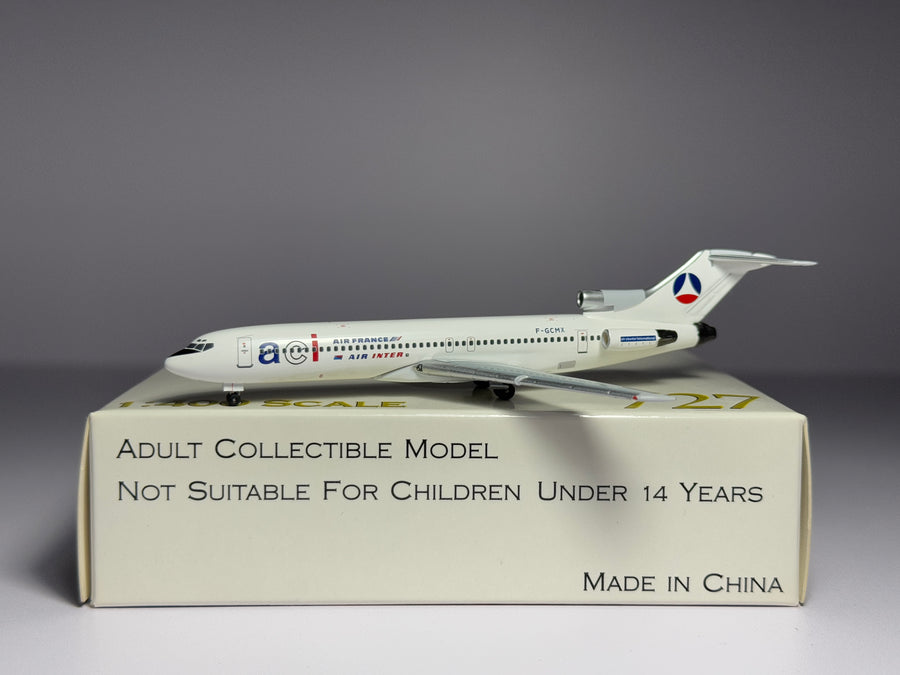 F-GCMX
aci AIR FRANCE
AIR INTER
1:400 SCALE
727
ADULT COLLECTIBLE MODEL
NOT SUITABLE FOR CHILDREN UNDER 14 YEARS
MADE IN CHINA